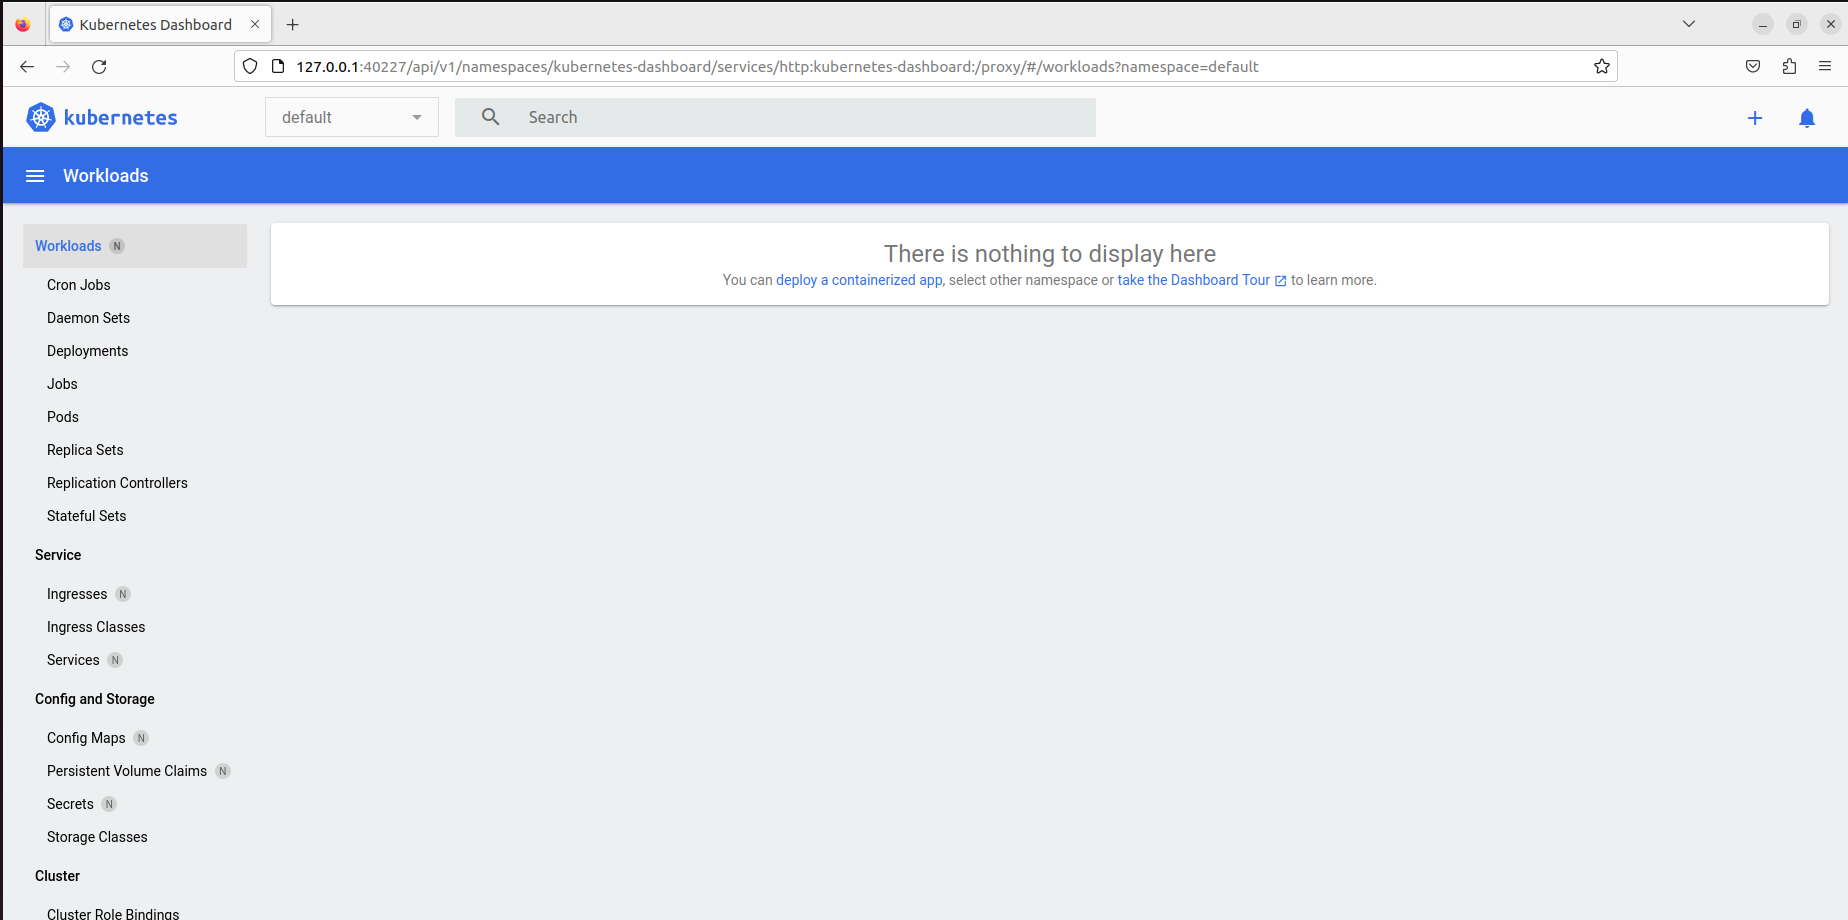 Kubernetes Dashboard
127.0.0.1:40227/api/v1/namespaces/kubernetes-dashboard/services/http:kubernetes-dashboard:/proxy/#/workloads?namespace=default
kubernetes
default
Search
Workloads
Workloads N
Cron Jobs
Daemon Sets
Deployments
Jobs
Pods
Replica Sets
Replication Controllers
Stateful Sets
Service
Ingresses N
Ingress Classes
Services N
Config and Storage
Config Maps N
Persistent Volume Claims N
Secrets N
Storage Classes
Cluster
Cluster Role Bindings
There is nothing to display here
You can deploy a containerized app, select other namespace or take the Dashboard Tour to learn more.